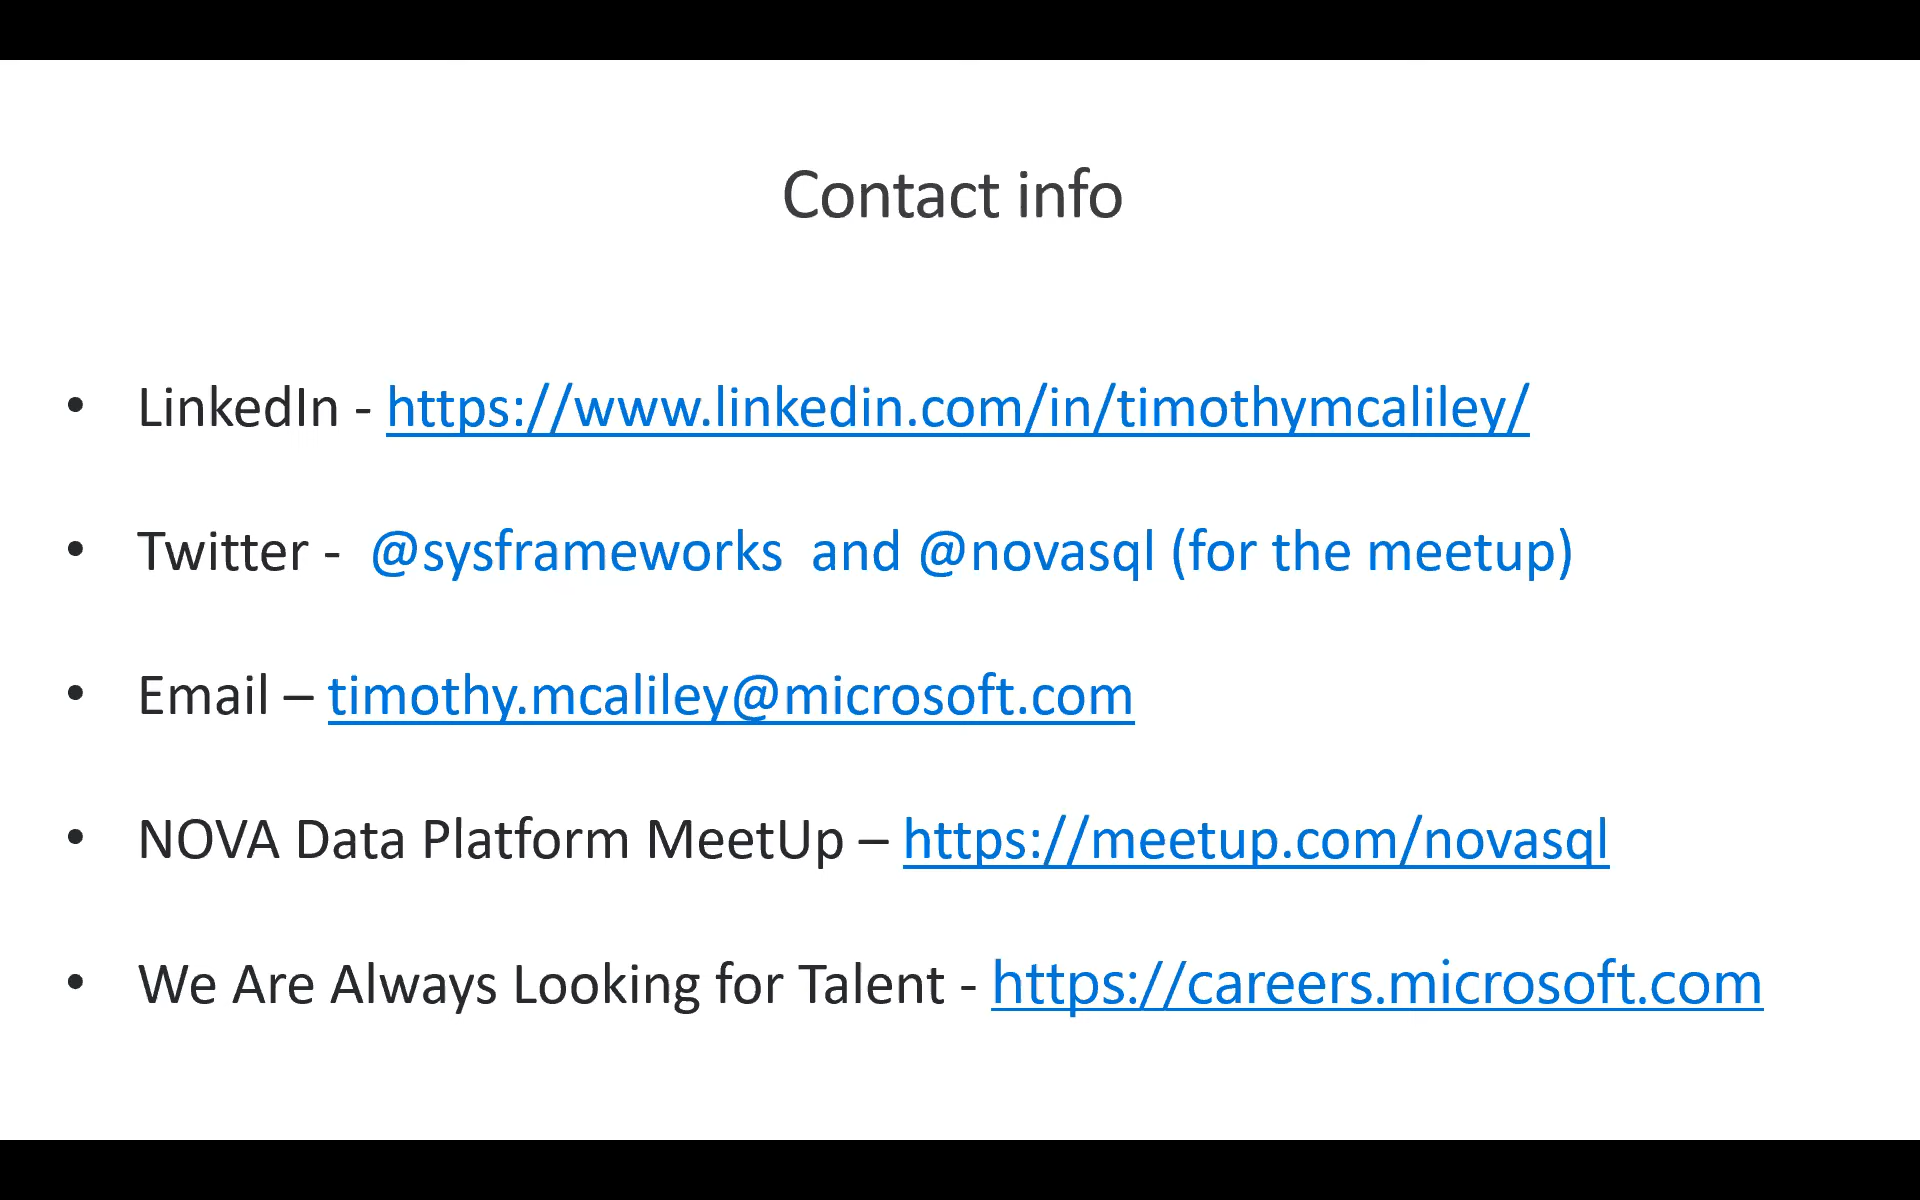 Contact info
• LinkedIn - https://www.linkedin.com/in/timothymcaliley/
• Twitter -  @sysframeworks  and @novasql (for the meetup)
• Email – timothy.mcaliley@microsoft.com
• NOVA Data Platform MeetUp – https://meetup.com/novasql
• We Are Always Looking for Talent - https://careers.microsoft.com